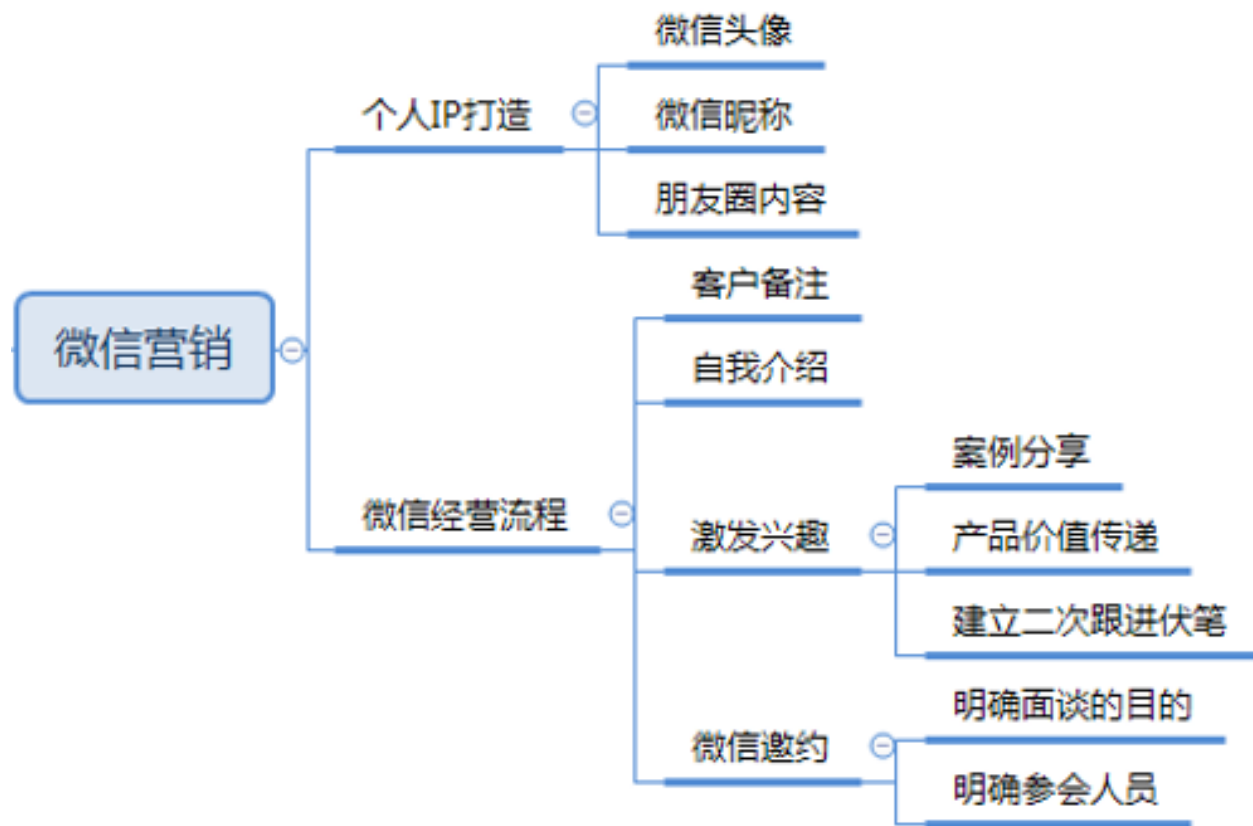 微信营销
个人IP打造
微信头像
微信昵称
朋友圈内容
微信经营流程
客户备注
自我介绍
激发兴趣
案例分享
产品价值传递
建立二次跟进伏笔
微信邀约
明确面谈的目的
明确参会人员